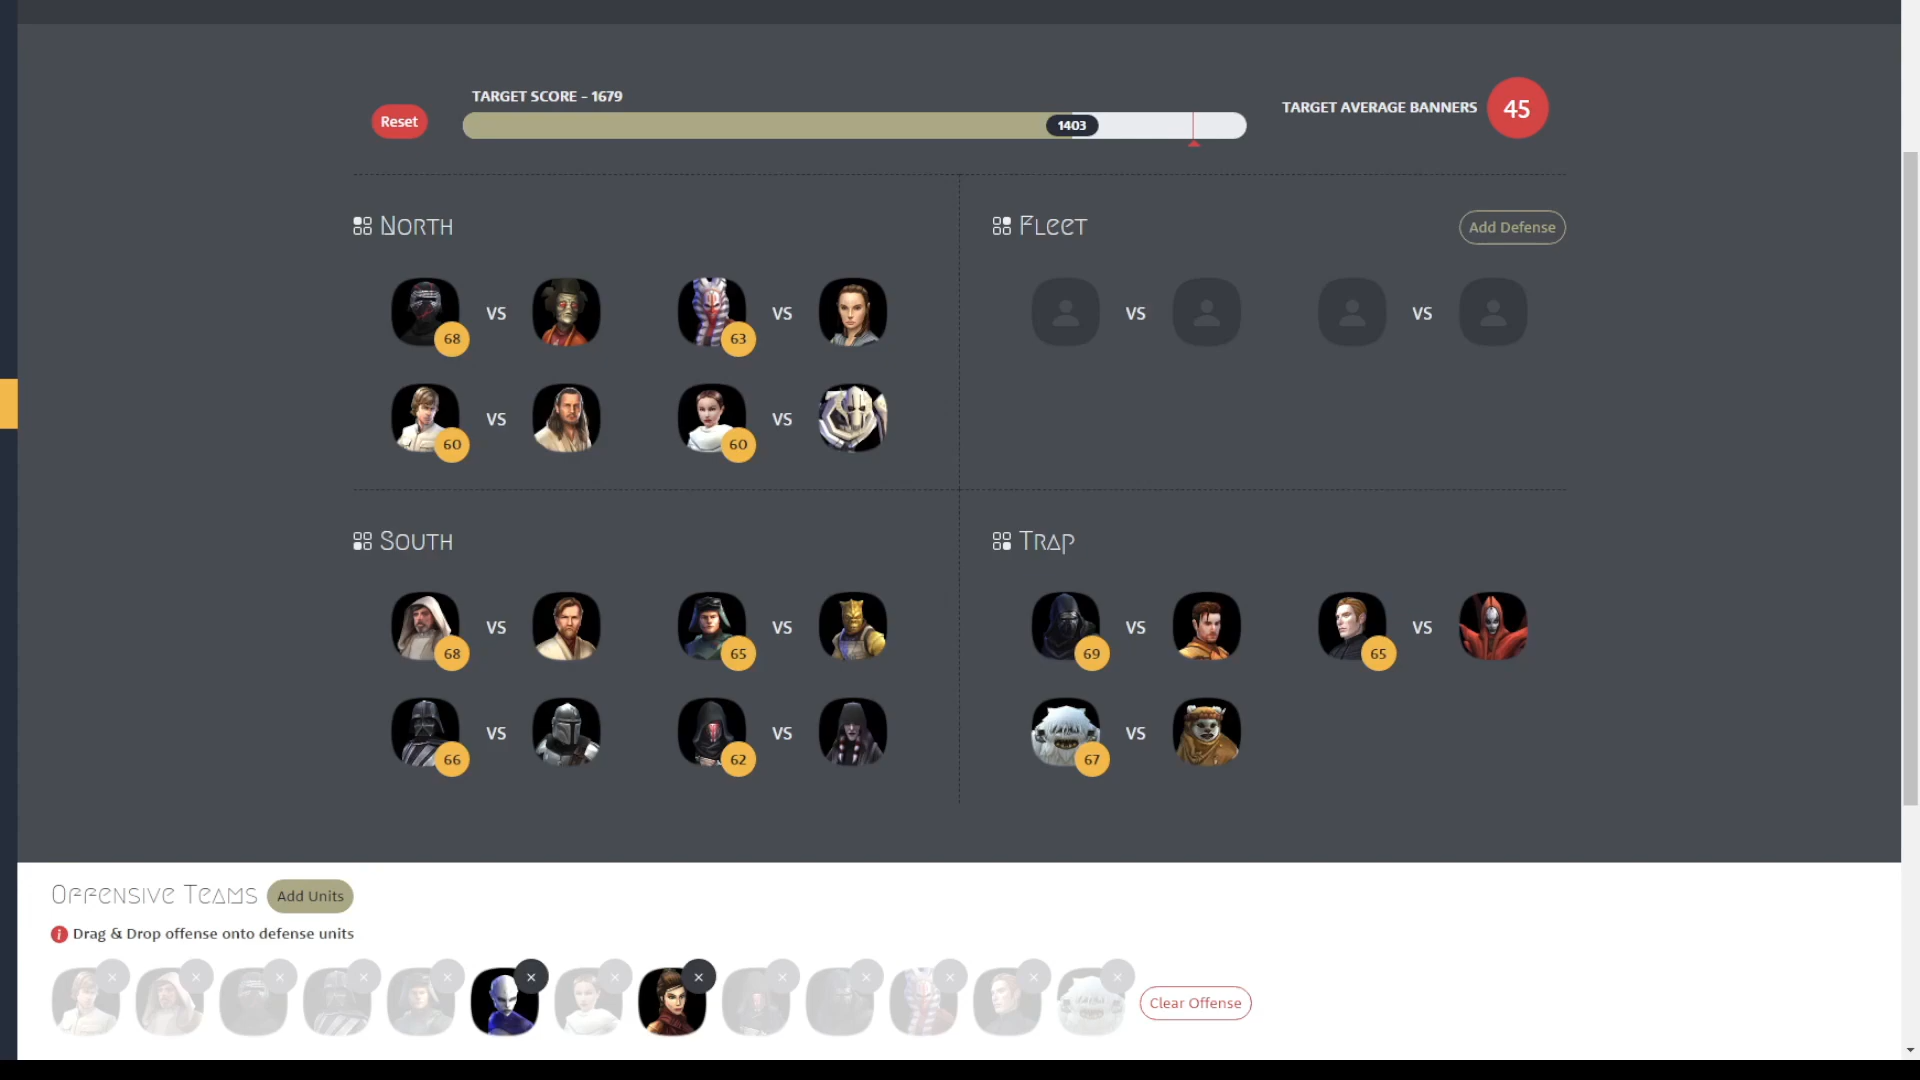 TARGET SCORE - 1679
Reset
1403
TARGET AVERAGE BANNERS 45
North
68 VS
63 VS
60 VS
60 VS
Fleet
Add Defense
VS
VS
South
68 VS
65 VS
66 VS
62 VS
Trap
69 VS
65 VS
67 VS
Offensive Teams Add Units
i Drag & Drop offense onto defense units
Clear Offense